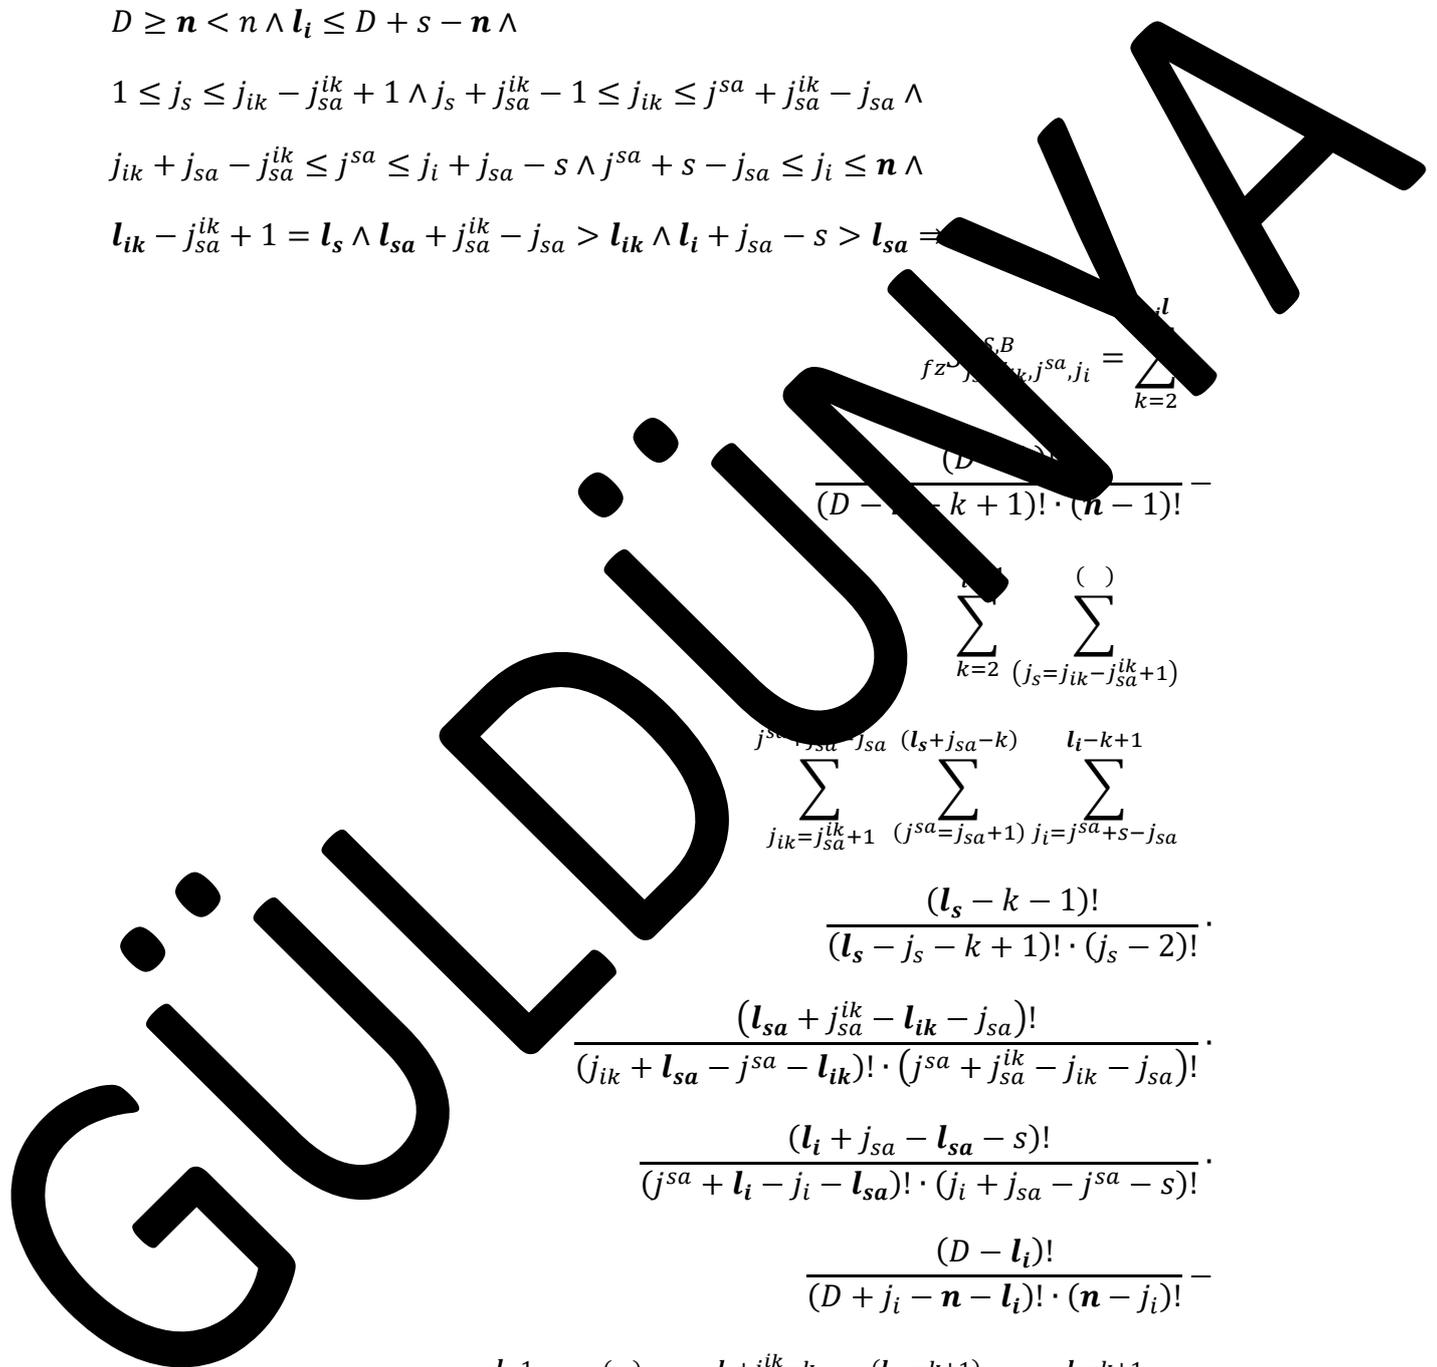 D ≥ n < n ∧ l_i ≤ D + s − n ∧
1 ≤ j_s ≤ j_ik − j_sa^ik + 1 ∧ j_s + j_sa^ik − 1 ≤ j_ik ≤ j^sa + j_sa^ik − j_sa ∧
j_ik + j_sa − j_sa^ik ≤ j^sa ≤ j_i + j_sa − s ∧ j^sa + s − j_sa ≤ j_i ≤ n ∧
l_ik − j_sa^ik + 1 = l_s ∧ l_sa + j_sa^ik − j_sa > l_ik ∧ l_i + j_sa − s > l_sa ⇒
= ∑
k=2
(D − k + 1)! · (n − 1)! −
( )
∑ ∑
k=2 (j_s=j_ik−j_sa^ik+1)
(l_s+j_sa−k) l_i−k+1
∑ ∑ ∑
j_ik=j_sa^ik+1 (j^sa=j_sa+1) j_i=j^sa+s−j_sa
(l_s − k − 1)!
(l_s − j_s − k + 1)! · (j_s − 2)! ·
(l_sa + j_sa^ik − l_ik − j_sa)!
(j_ik + l_sa − j^sa − l_ik)! · (j^sa + j_sa^ik − j_ik − j_sa)! ·
(l_i + j_sa − l_sa − s)!
(j^sa + l_i − j_i − l_sa)! · (j_i + j_sa − j^sa − s)! ·
(D − l_i)!
(D + j_i − n − l_i)! · (n − j_i)! −
GÜLDÜNYA